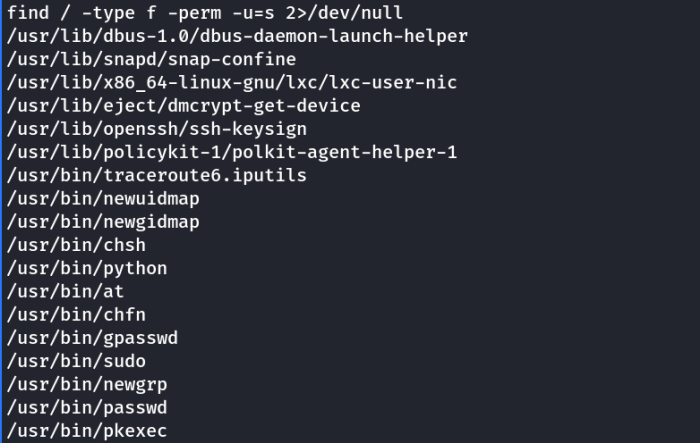 find / -type f -perm -u=s 2>/dev/null
/usr/lib/dbus-1.0/dbus-daemon-launch-helper
/usr/lib/snapd/snap-confine
/usr/lib/x86_64-linux-gnu/lxc/lxc-user-nic
/usr/lib/eject/dmcrypt-get-device
/usr/lib/openssh/ssh-keysign
/usr/lib/policykit-1/polkit-agent-helper-1
/usr/bin/traceroute6.iputils
/usr/bin/newuidmap
/usr/bin/newgidmap
/usr/bin/chsh
/usr/bin/python
/usr/bin/at
/usr/bin/chfn
/usr/bin/gpasswd
/usr/bin/sudo
/usr/bin/newgrp
/usr/bin/passwd
/usr/bin/pkexec